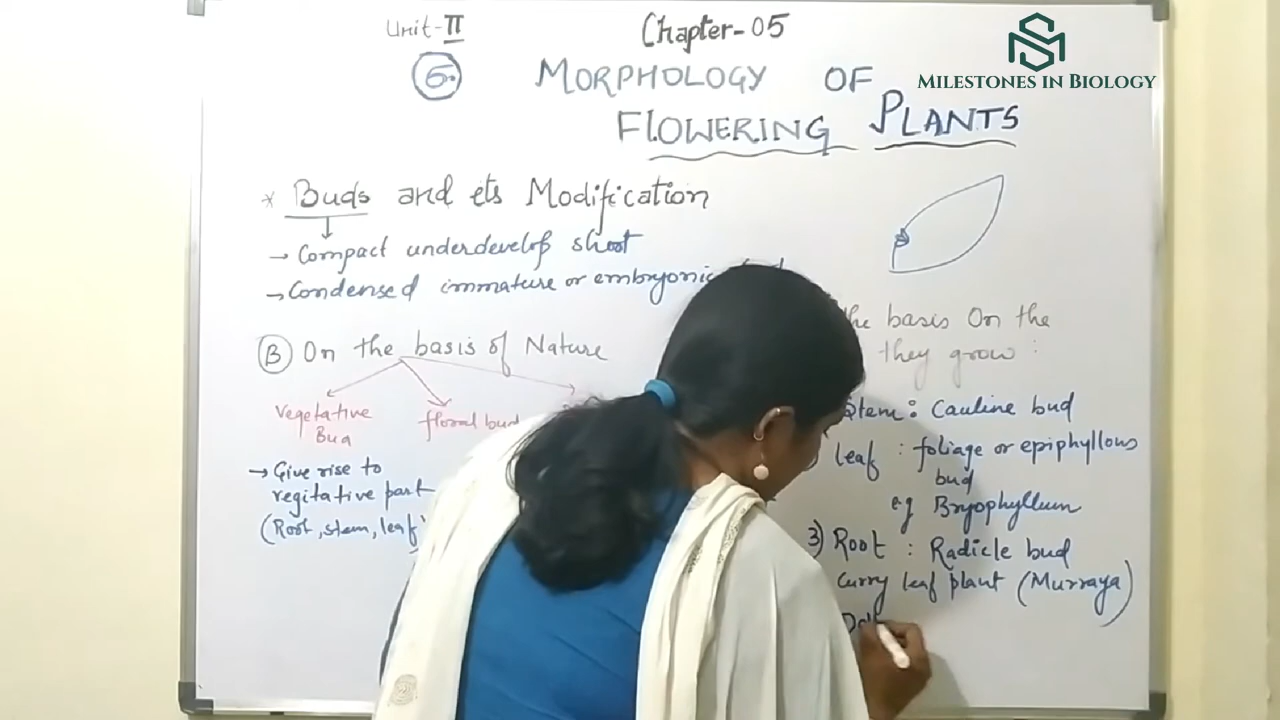 Unit-II
Chapter-05
5.
MORPHOLOGY OF
FLOWERING PLANTS
MILESTONES IN BIOLOGY
* Buds and its Modification
→ Compact underdevelop shoot
→ Condensed immature or embryonic
B On the basis of Nature
Vegetative
Bud
floral bud
→ Give rise to
regitative part
(Root, stem, leaf)
the basis On the
they grow :
Stem : Cauline bud
leaf : foliage or epiphyllous
bud
eg Bryophyllum
3) Root : Radicle bud
Curry leaf plant (Murraya)